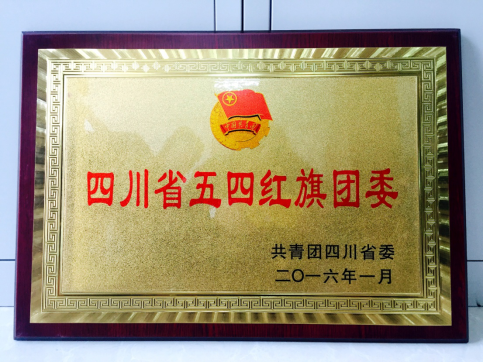 四川省五四红旗团委
共青团四川省委
二〇一六年一月